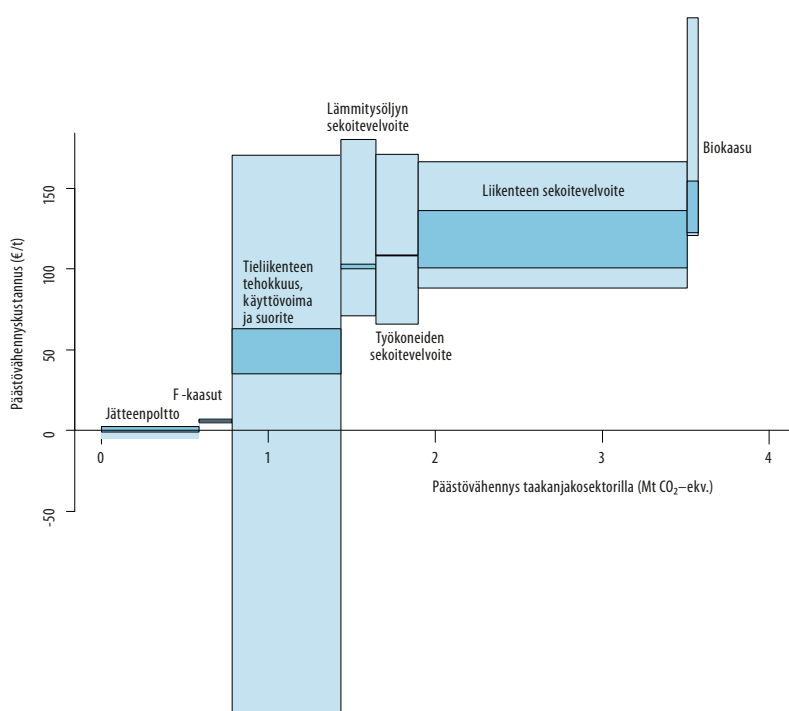 Lämmitysöljyn
sekoitevelvoite
Biokaasu
Liikenteen sekoitevelvoite
Tieliikenteen
tehokkuus,
käyttövoima
ja suorite
Työkoneiden
sekoitevelvoite
F -kaasut
Jätteenpoltto
Päästövähennyskustannus (€/t)
150
100
50
0
-50
0 1 2 3 4
Päästövähennys taakanjakosektorilla (Mt CO₂–ekv.)